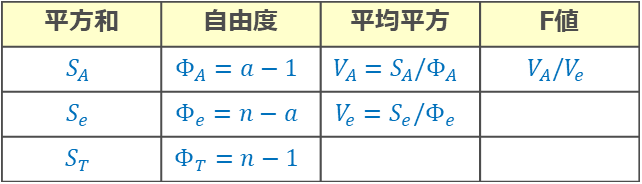 平方和 自由度 平均平方 F値
S_A Φ_A = a − 1 V_A = S_A/Φ_A V_A/V_e
S_e Φ_e = n − a V_e = S_e/Φ_e
S_T Φ_T = n − 1